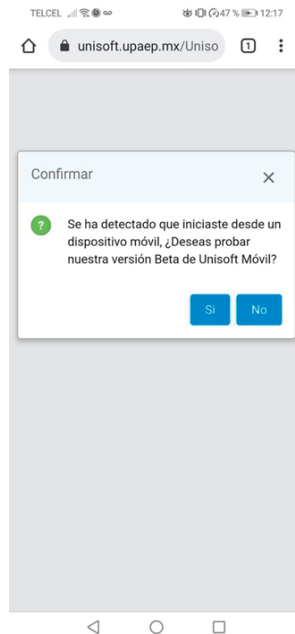 TELCEL 47 % 12:17
unisoft.upaep.mx/Uniso 1
Confirmar
? Se ha detectado que iniciaste desde un
dispositivo móvil, ¿Deseas probar
nuestra versión Beta de Unisoft Móvil?
Si No